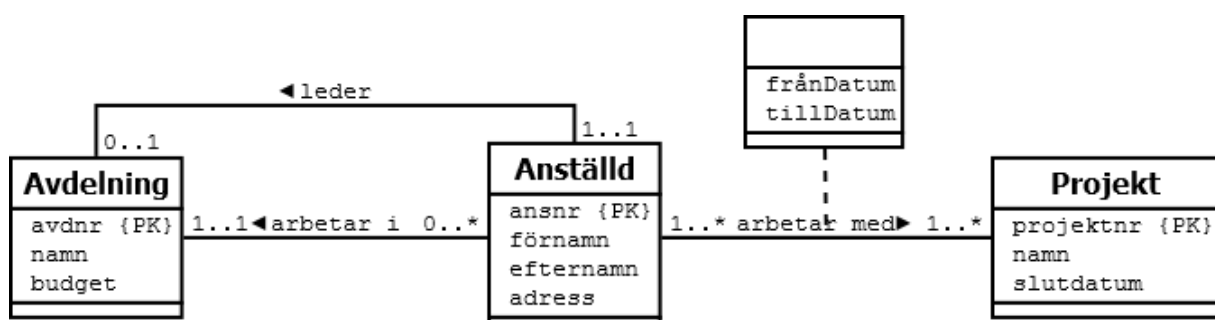 frånDatum
tillDatum
◄leder
0..1
1..1
Avdelning
avdnr {PK}
namn
budget
1..1◄arbetar i 0..*
Anställd
ansnr {PK}
förnamn
efternamn
adress
1..* arbetar med► 1..*
Projekt
projektnr {PK}
namn
slutdatum